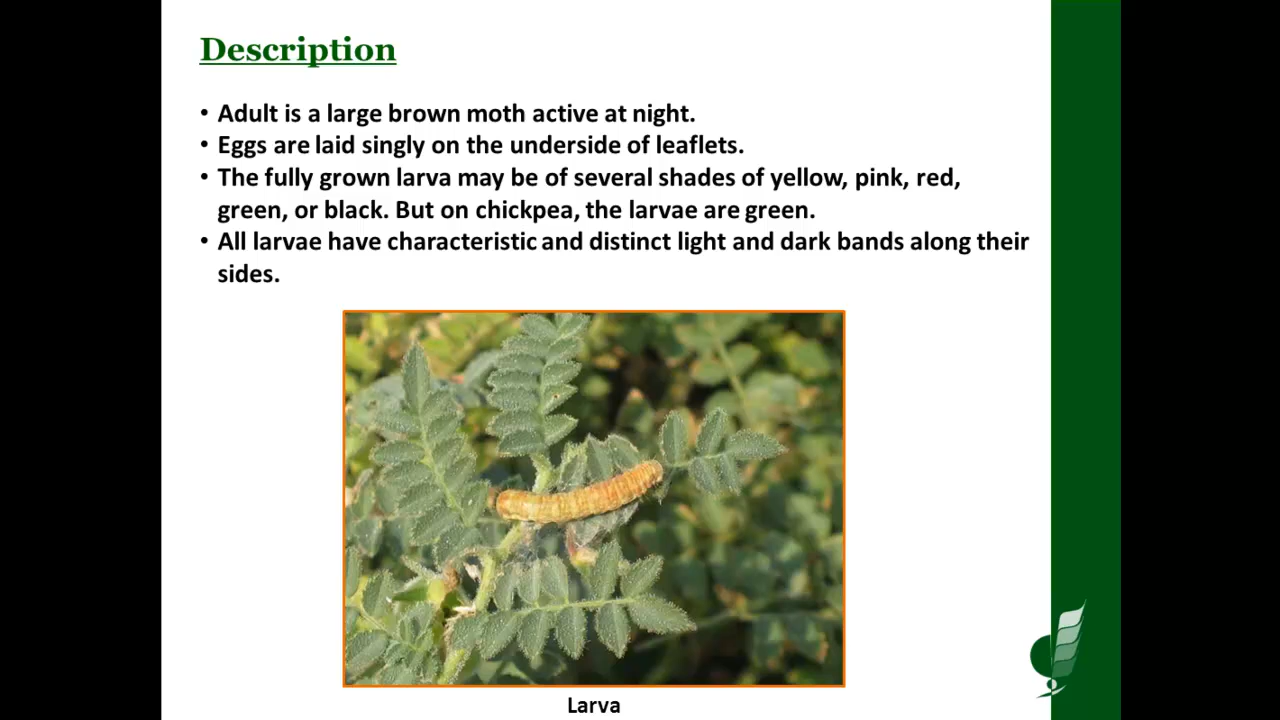 Description
• Adult is a large brown moth active at night.
• Eggs are laid singly on the underside of leaflets.
• The fully grown larva may be of several shades of yellow, pink, red,
green, or black. But on chickpea, the larvae are green.
• All larvae have characteristic and distinct light and dark bands along their
sides.
Larva